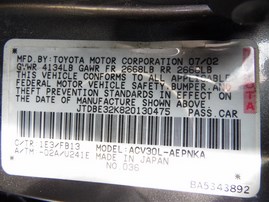 MFD. BY: TOYOTA MOTOR CORPORATION 07/02
GVWR 4134LB GAWR FR 2668LB RR 2668LB
THIS VEHICLE CONFORMS TO ALL APPLICABLE
FEDERAL MOTOR VEHICLE SAFETY, BUMPER, AND
THEFT PREVENTION STANDARDS IN EFFECT ON
THE DATE OF MANUFACTURE SHOWN ABOVE.
JTDBE32K820130475 PASS. CAR
C/TR 1E3/FB13 MODEL: ACV30L-AEPNKA
A/TM -02A/U241E MADE IN JAPAN
NO.036
BA5343892